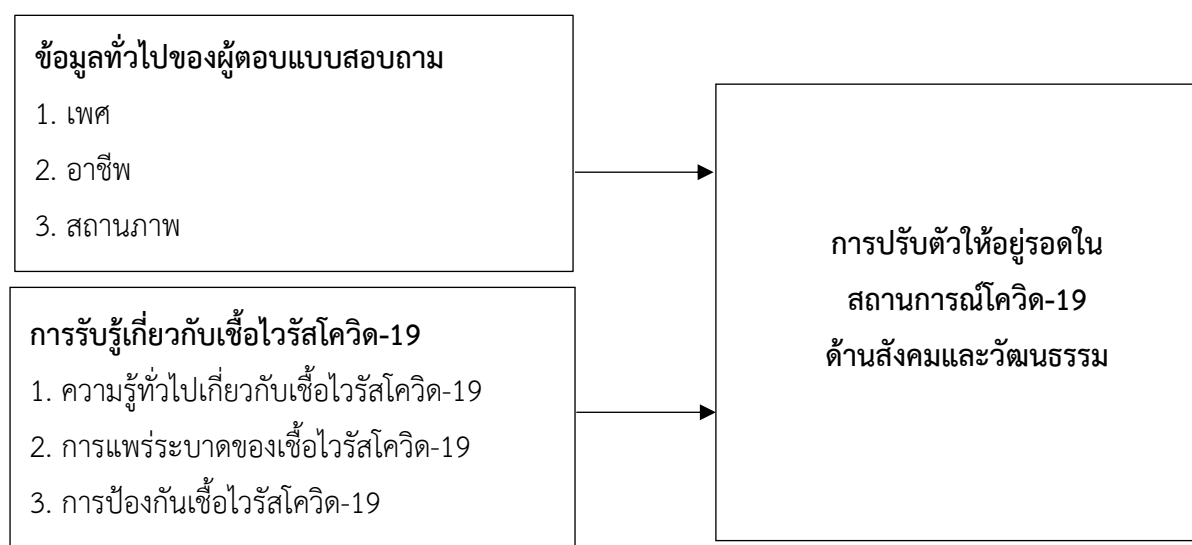 ข้อมูลทั่วไปของผู้ตอบแบบสอบถาม
1. เพศ
2. อาชีพ
3. สถานภาพ
การรับรู้เกี่ยวกับเชื้อไวรัสโควิด-19
1. ความรู้ทั่วไปเกี่ยวกับเชื้อไวรัสโควิด-19
2. การแพร่ระบาดของเชื้อไวรัสโควิด-19
3. การป้องกันเชื้อไวรัสโควิด-19
การปรับตัวให้อยู่รอดใน
สถานการณ์โควิด-19
ด้านสังคมและวัฒนธรรม